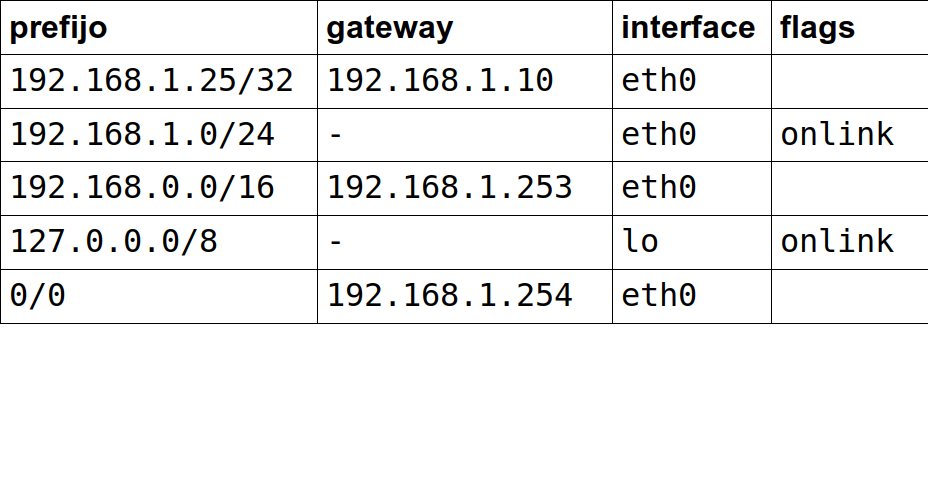 prefijo gateway interface flags
192.168.1.25/32 192.168.1.10 eth0
192.168.1.0/24 - eth0 onlink
192.168.0.0/16 192.168.1.253 eth0
127.0.0.0/8 - lo onlink
0/0 192.168.1.254 eth0